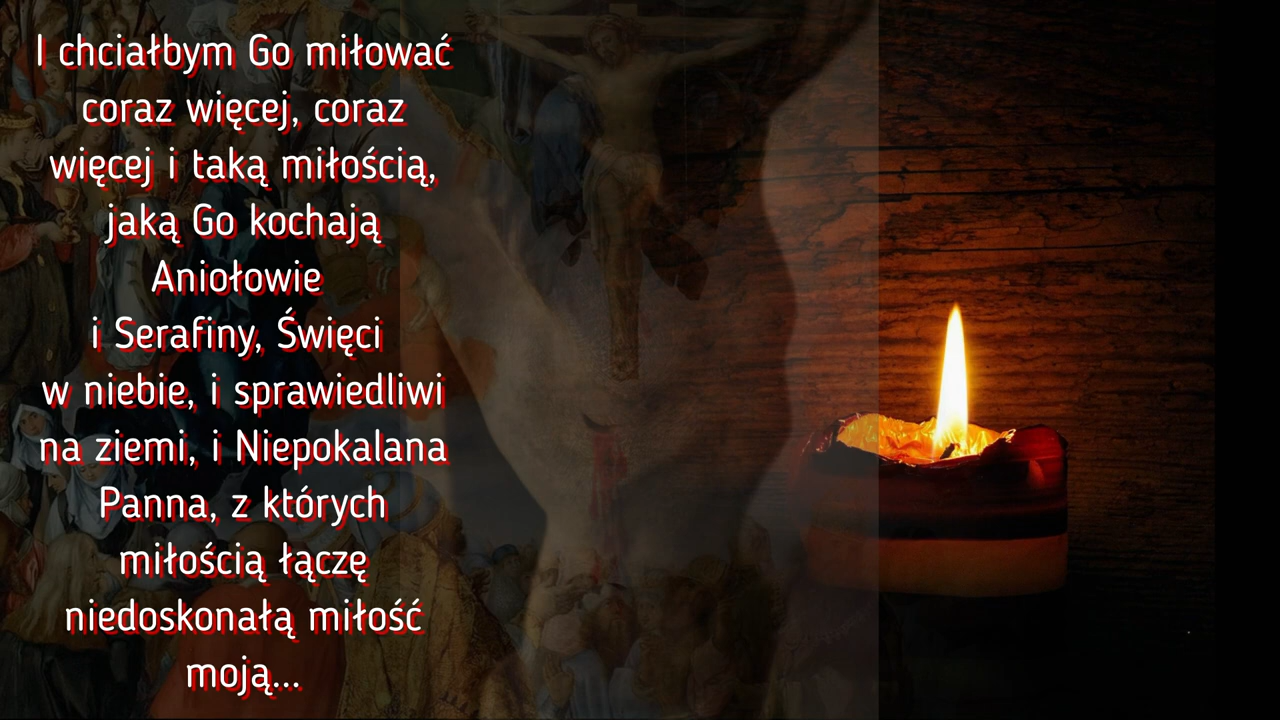 I chciałbym Go miłować
coraz więcej, coraz
więcej i taką miłością,
jaką Go kochają
Aniołowie
i Serafiny, Święci
w niebie, i sprawiedliwi
na ziemi, i Niepokalana
Panna, z których
miłością łączę
niedoskonałą miłość
moją...